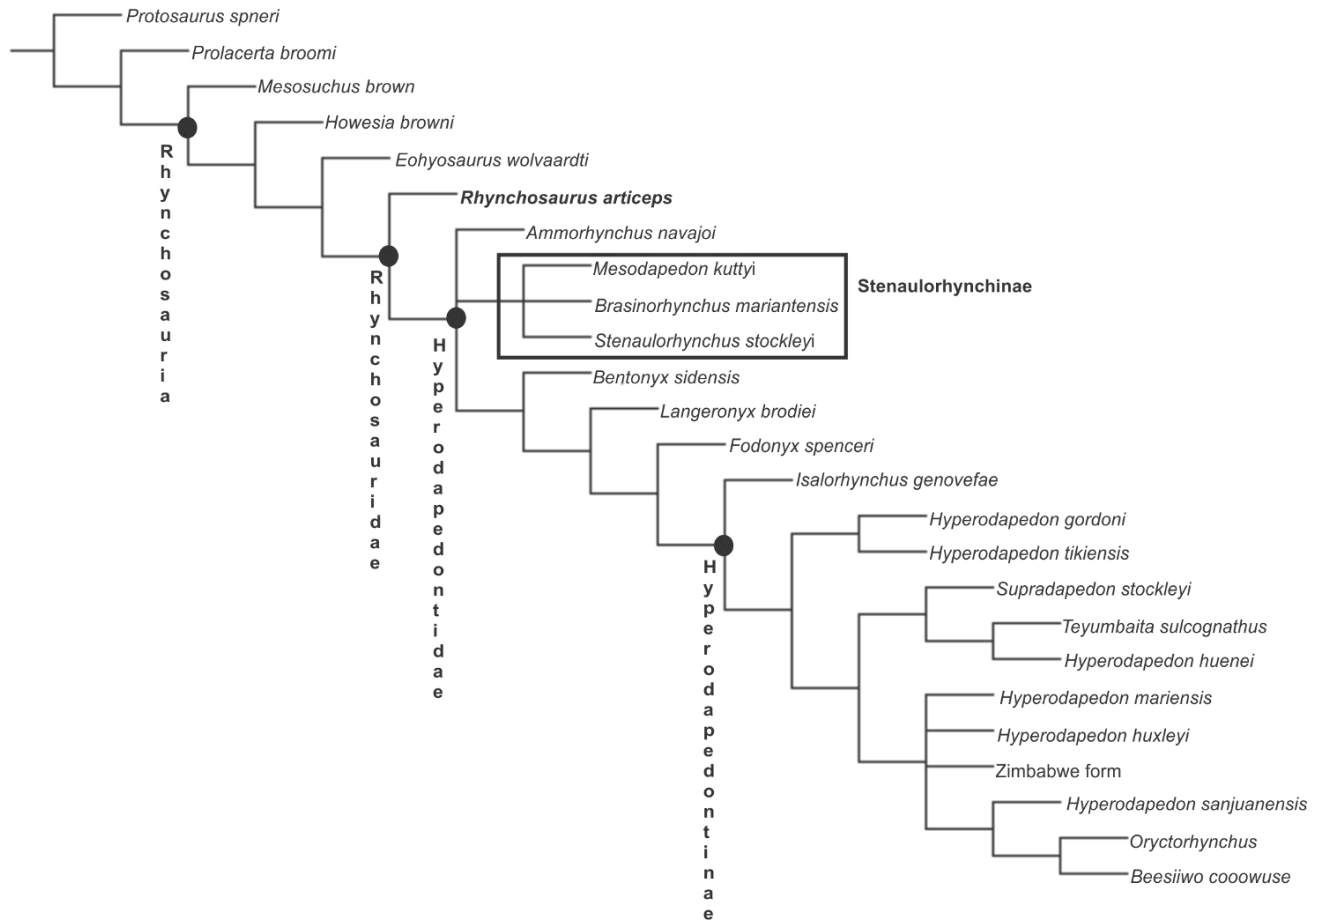 Protosaurus spneri
Prolacerta broomi
Mesosuchus brown
Howesia browni
Eohyosaurus wolvaardti
Rhynchosaurus articeps
Ammorhynchus navajoi
Mesodapedon kuttyi
Brasinorhynchus mariantensis
Stenaulorhynchus stockleyi
Stenaulorhynchinae
Bentonyx sidensis
Langeronyx brodiei
Fodonyx spenceri
Isalorhynchus genovefae
Hyperodapedon gordoni
Hyperodapedon tikiensis
Supradapedon stockleyi
Teyumbaita sulcognathus
Hyperodapedon huenei
Hyperodapedon mariensis
Hyperodapedon huxleyi
Zimbabwe form
Hyperodapedon sanjuanensis
Oryctorhynchus
Beesiiwo cooowuse
Rhynchosauria
Rhynchosauridae
Hyperodapedontidae
Hyperodapedontinae